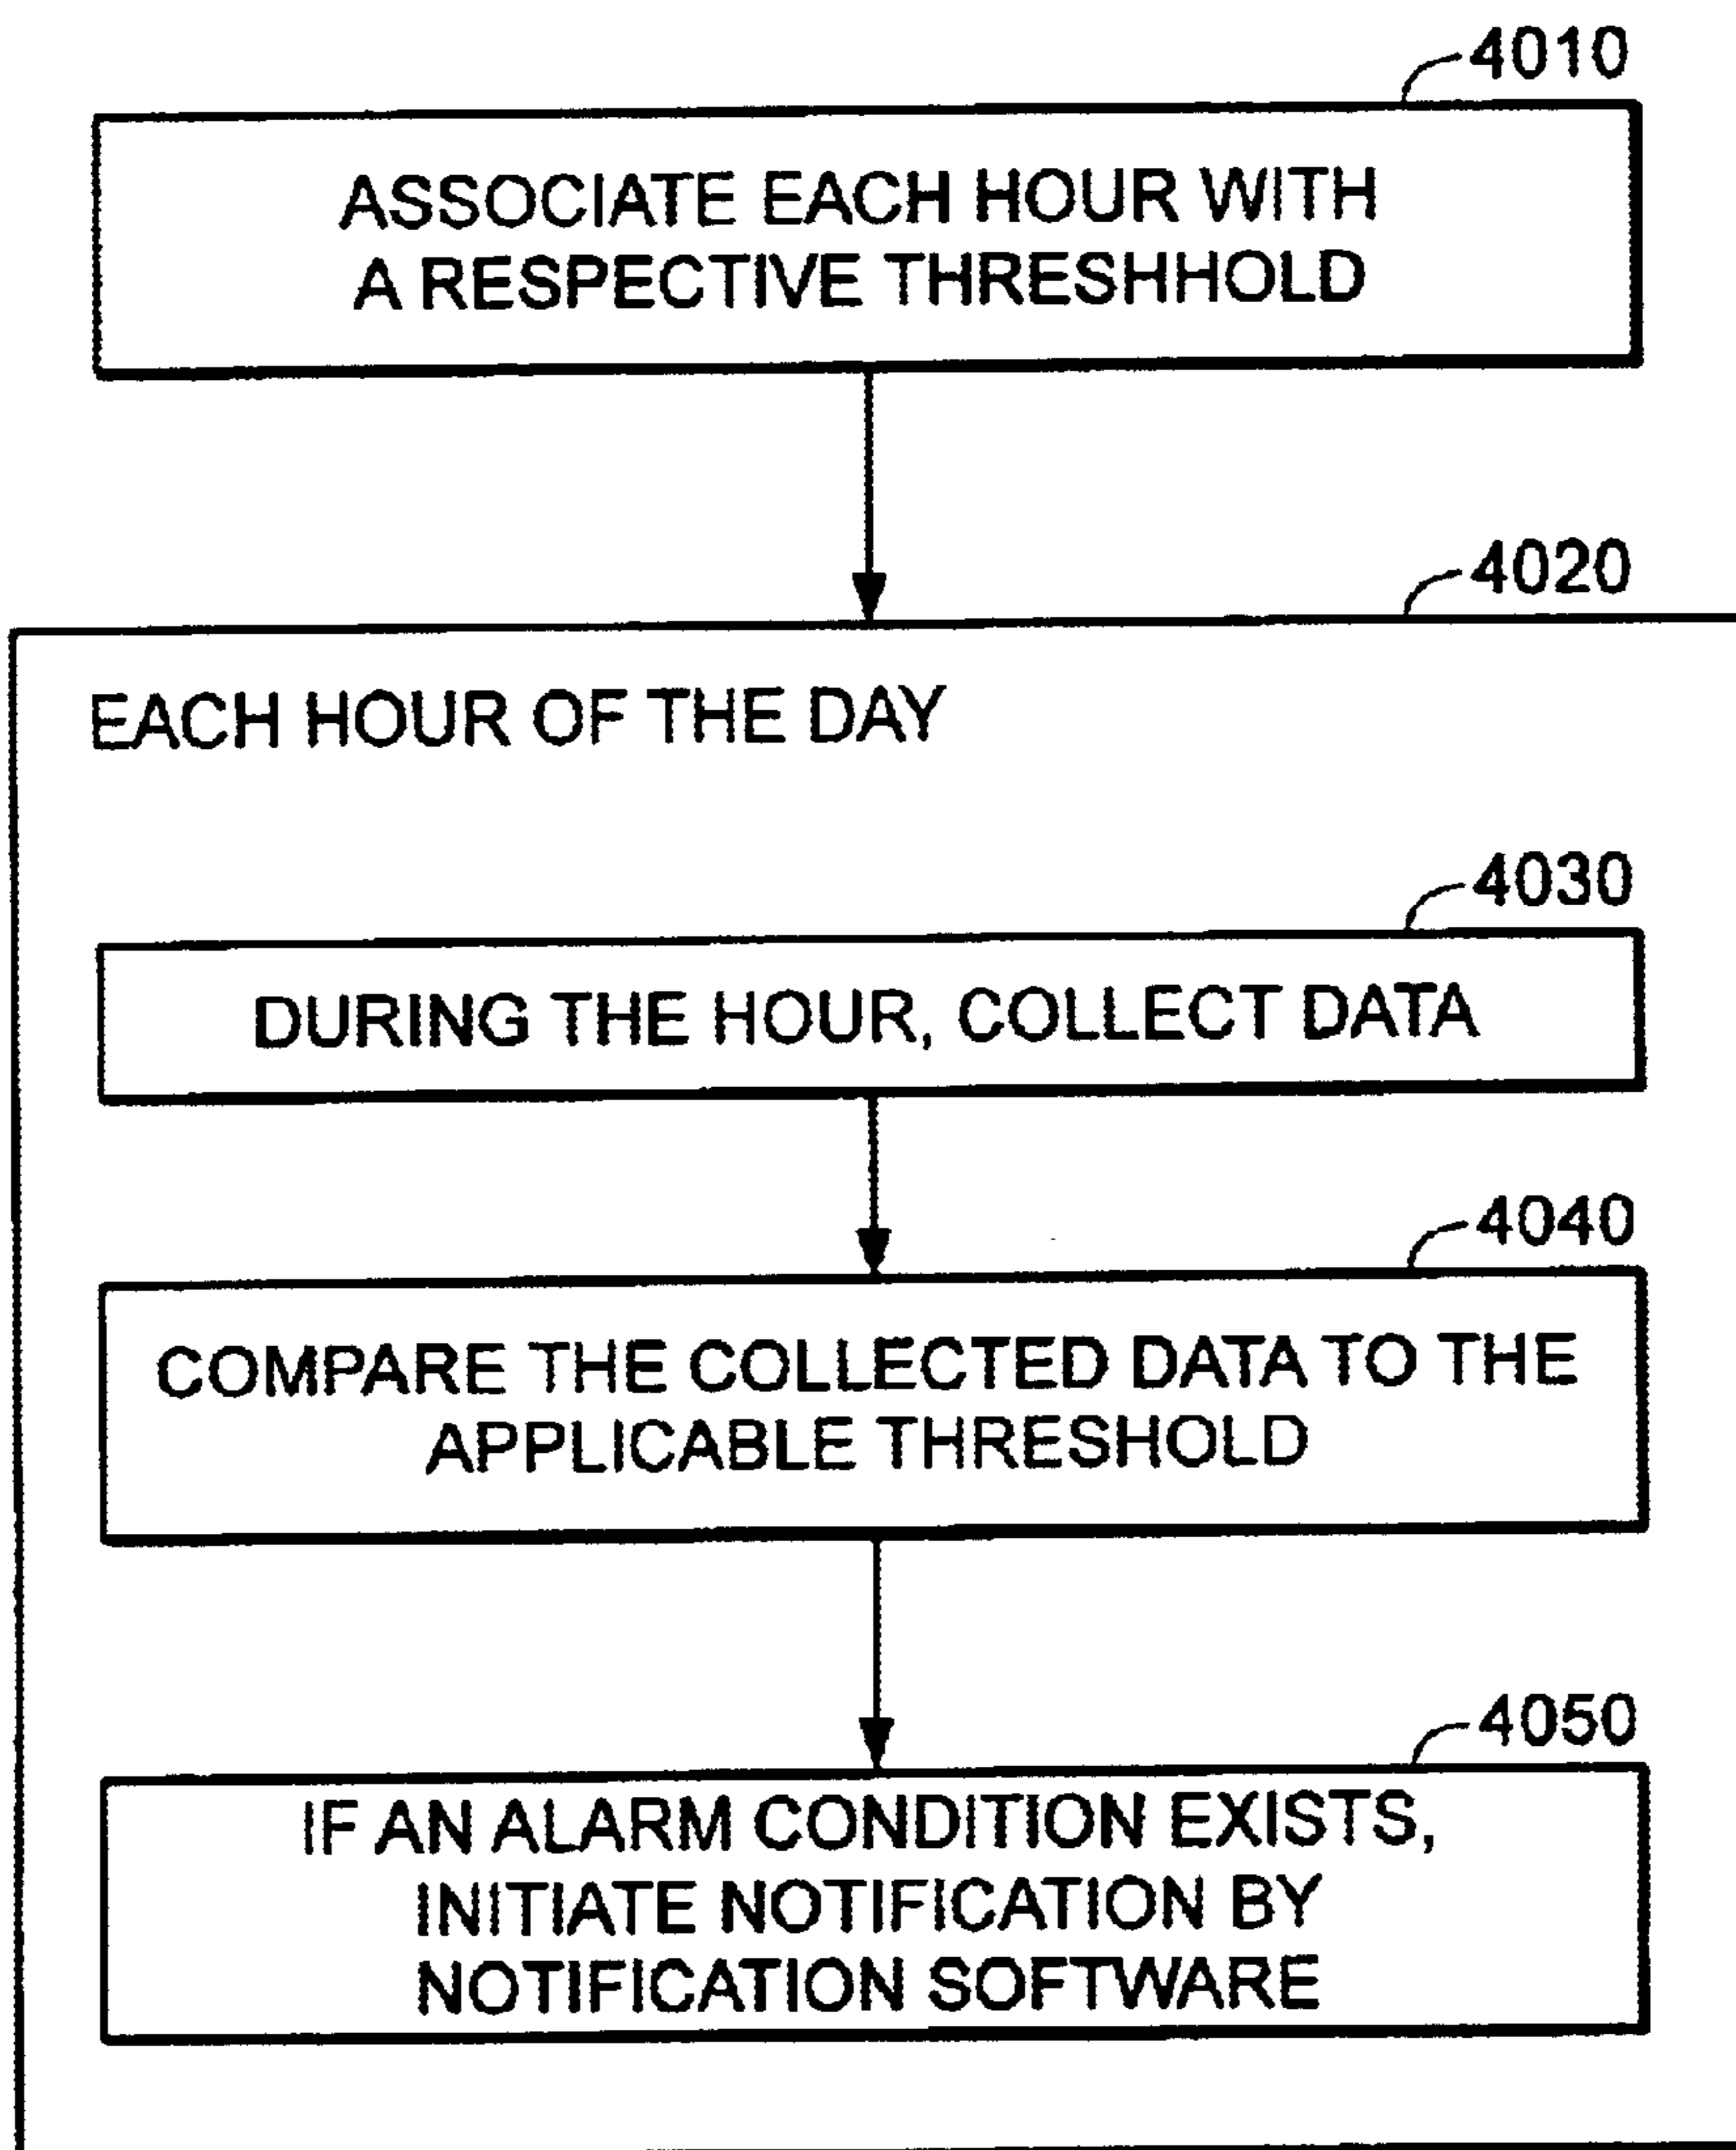 4010
ASSOCIATE EACH HOUR WITH
A RESPECTIVE THRESHHOLD
4020
EACH HOUR OF THE DAY
4030
DURING THE HOUR, COLLECT DATA
4040
COMPARE THE COLLECTED DATA TO THE
APPLICABLE THRESHOLD
4050
IF AN ALARM CONDITION EXISTS,
INITIATE NOTIFICATION BY
NOTIFICATION SOFTWARE